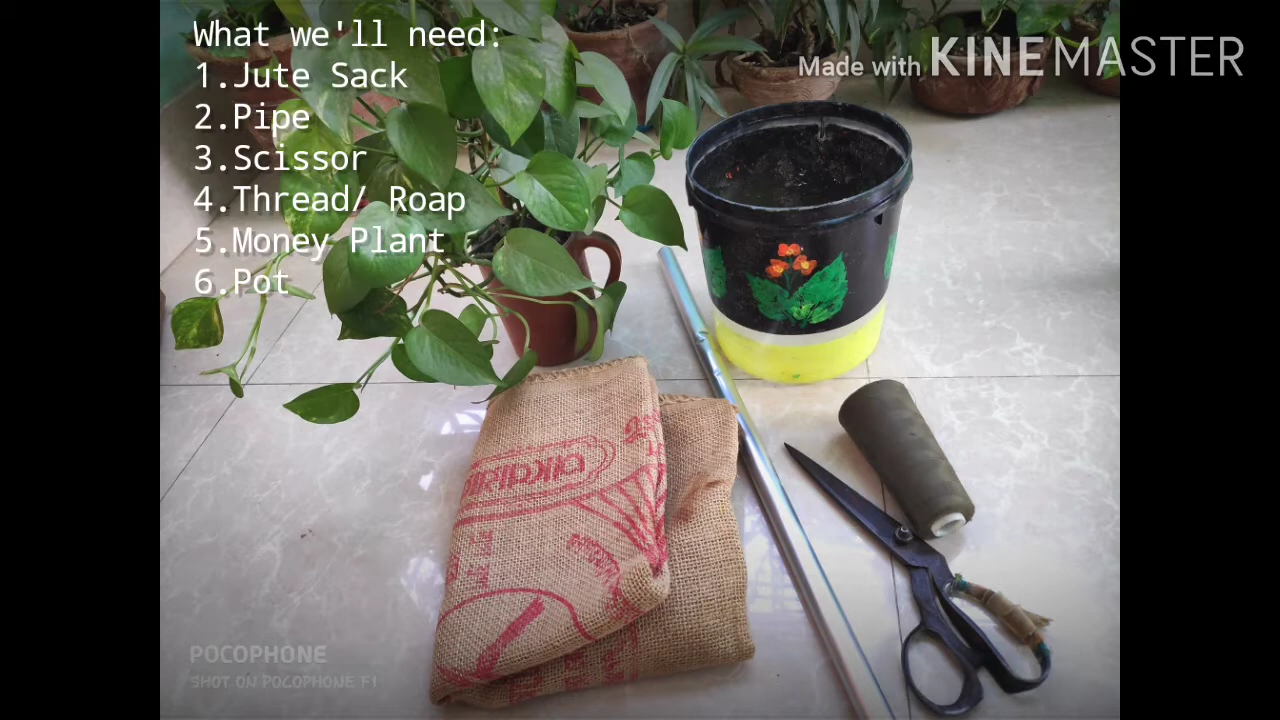 What we'll need:
1.Jute Sack
2.Pipe
3.Scissor
4.Thread/ Roap
5.Money Plant
6.Pot
Made with KINEMASTER
POCOPHONE
SHOT ON POCOPHONE F1